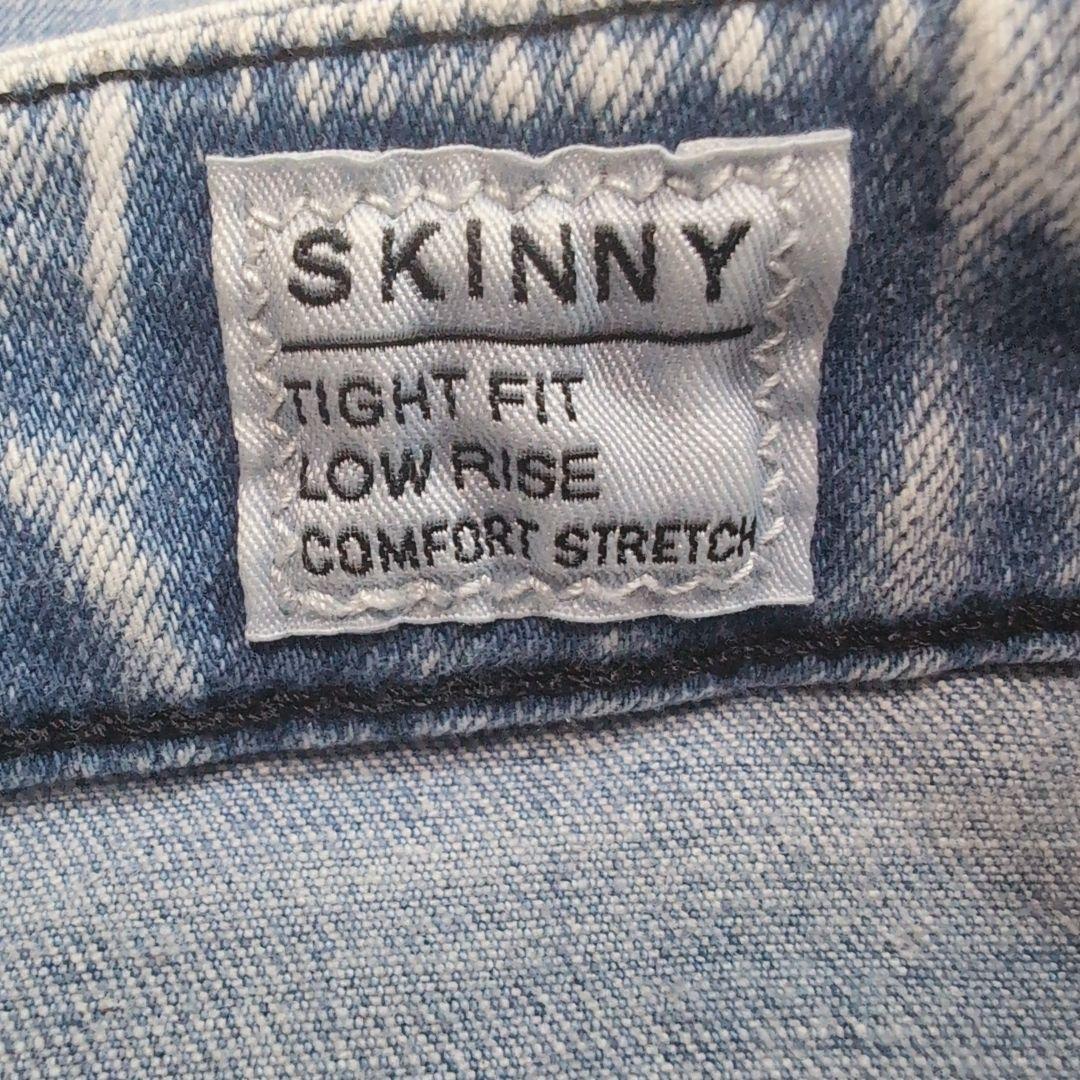 SKINNY
TIGHT FIT
LOW RISE
COMFORT STRETCH